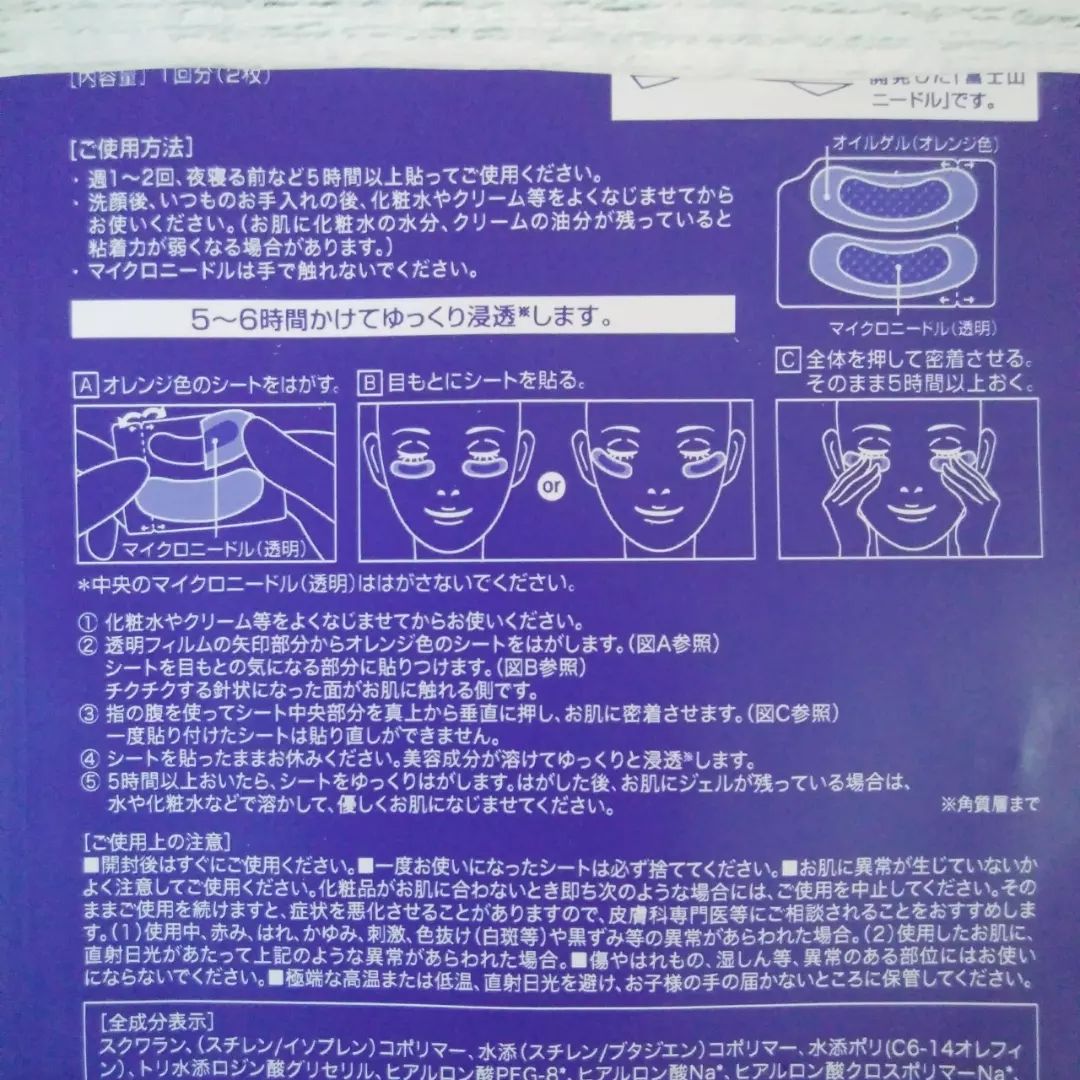 [内容量] 1回分(2枚)
開発した「富士山
ニードル」です。
[ご使用方法]
・週1〜2回、夜寝る前など5時間以上貼ってご使用ください。
・洗顔後、いつものお手入れの後、化粧水やクリーム等をよくなじませてから
お使いください。(お肌に化粧水の水分、クリームの油分が残っていると
粘着力が弱くなる場合があります。)
・マイクロニードルは手で触れないでください。
オイルゲル(オレンジ色)
マイクロニードル(透明)
5〜6時間かけてゆっくり浸透※します。
A オレンジ色のシートをはがす。
B 目もとにシートを貼る。
C 全体を押して密着させる。
そのまま5時間以上おく。
マイクロニードル(透明)
or
*中央のマイクロニードル(透明)ははがさないでください。
① 化粧水やクリーム等をよくなじませてからお使いください。
② 透明フィルムの矢印部分からオレンジ色のシートをはがします。(図A参照)
シートを目もとの気になる部分に貼りつけます。(図B参照)
チクチクする針状になった面がお肌に触れる側です。
③ 指の腹を使ってシート中央部分を真上から垂直に押し、お肌に密着させます。(図C参照)
一度貼り付けたシートは貼り直しができません。
④ シートを貼ったままお休みください。美容成分が溶けてゆっくりと浸透※します。
⑤ 5時間以上おいたら、シートをゆっくりはがします。はがした後、お肌にジェルが残っている場合は、
水や化粧水などで溶かして、優しくお肌になじませてください。
※角質層まで
[ご使用上の注意]
■開封後はすぐにご使用ください。■一度お使いになったシートは必ず捨ててください。■お肌に異常が生じていないか
よく注意してご使用ください。化粧品がお肌に合わないとき即ち次のような場合には、ご使用を中止してください。その
ままご使用を続けますと、症状を悪化させることがありますので、皮膚科専門医等にご相談されることをおすすめしま
す。(1)使用中、赤み、はれ、かゆみ、刺激、色抜け(白斑等)や黒ずみ等の異常があらわれた場合。(2)使用したお肌に、
直射日光があたって上記のような異常があらわれた場合。■傷やはれもの、湿しん等、異常のある部位にはお使い
にならないでください。■極端な高温または低温、直射日光を避け、お子様の手の届かないところに保管してください。
[全成分表示]
スクワラン、(スチレン/イソプレン)コポリマー、水添(スチレン/ブタジエン)コポリマー、水添ポリ(C6-14オレフィ
ン)、トリ水添ロジン酸グリセリル、ヒアルロン酸PEG-8*、ヒアルロン酸Na*、ヒアルロン酸クロスポリマーNa*、